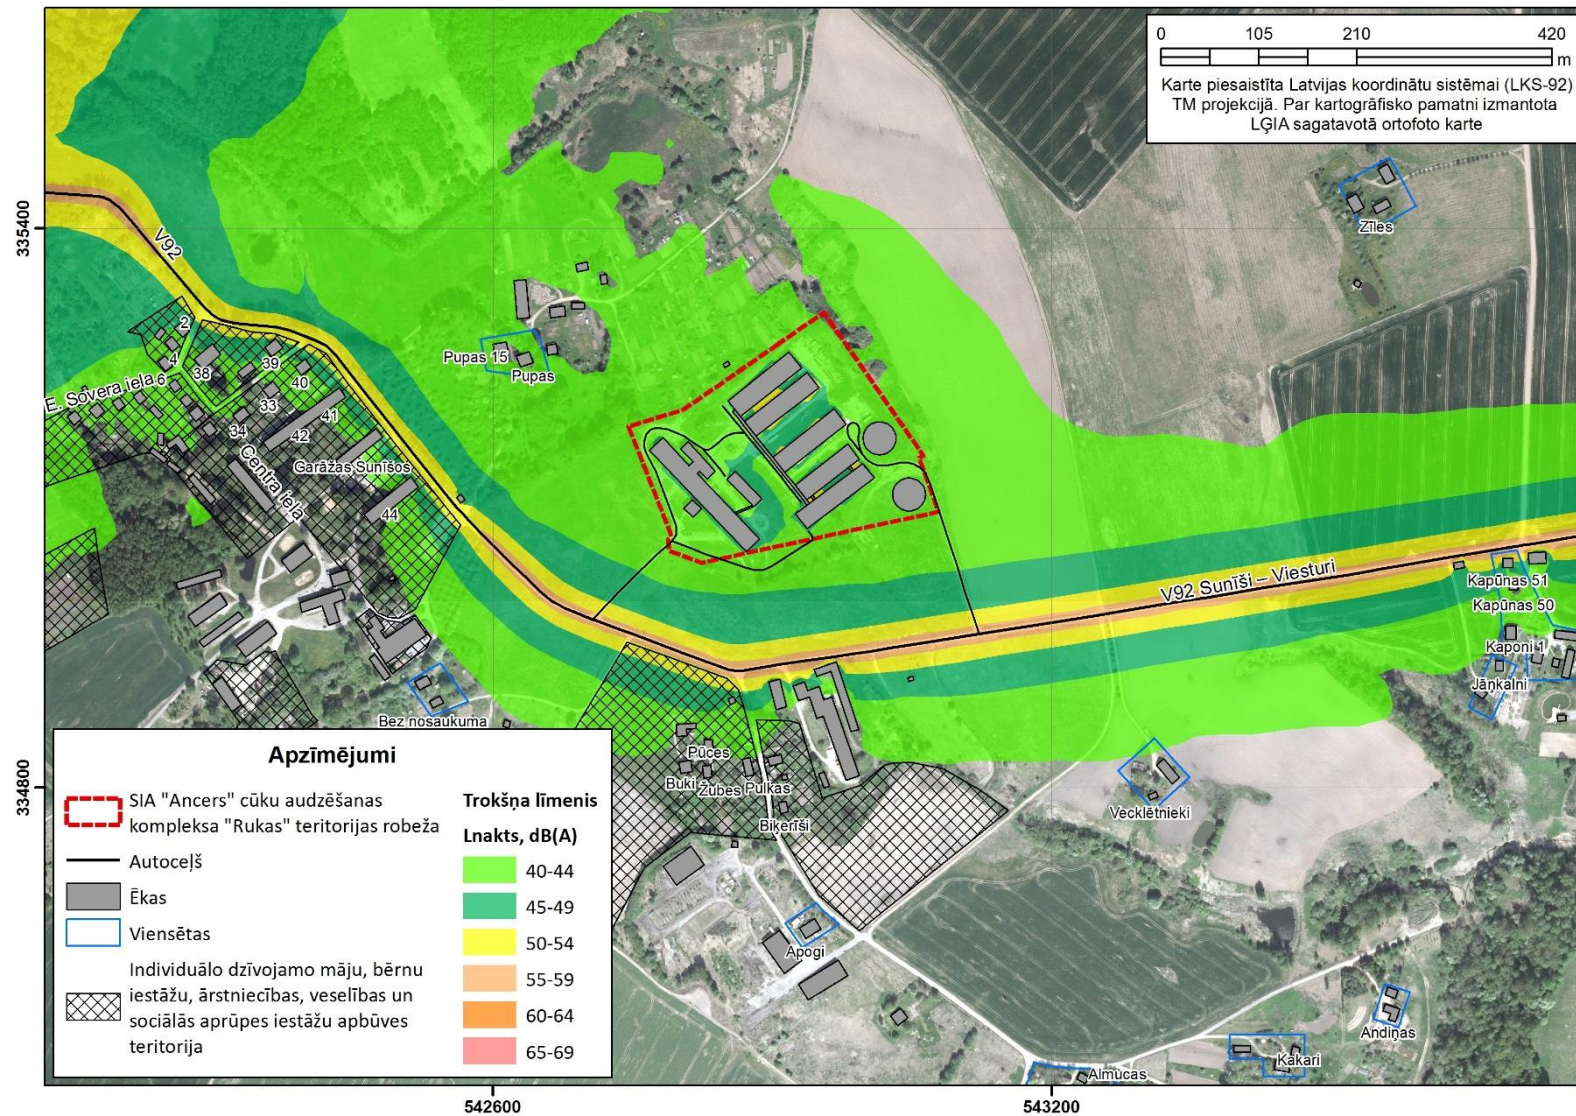 0 105 210 420
m
Karte piesaistīta Latvijas koordinātu sistēmai (LKS-92)
TM projekcijā. Par kartogrāfisko pamatni izmantota
LĢIA sagatavotā ortofoto karte
335400
334800
542600
543200
V92
Zīles
2
4
38
39
6
40
E. Sovera iela
33
41
34
42
Centra iela
Garāžas Sunīšos
44
Pupas 15
Pupas
V92 Sunīši – Viesturi
Kapūnas 51
Kapūnas 50
Kaponi 1
Jāņkalni
Bez nosaukuma
Pūces
Buki
Žubes
Pulkas
Biķerīši
Vecklētnieki
Apogi
Andiņas
Kakari
Almucas
Apzīmējumi
SIA "Ancers" cūku audzēšanas
kompleksa "Rukas" teritorijas robeža
Autoceļš
Ēkas
Viensētas
Individuālo dzīvojamo māju, bērnu
iestāžu, ārstniecības, veselības un
sociālās aprūpes iestāžu apbūves
teritorija
Trokšņa līmenis
Lnakts, dB(A)
40-44
45-49
50-54
55-59
60-64
65-69